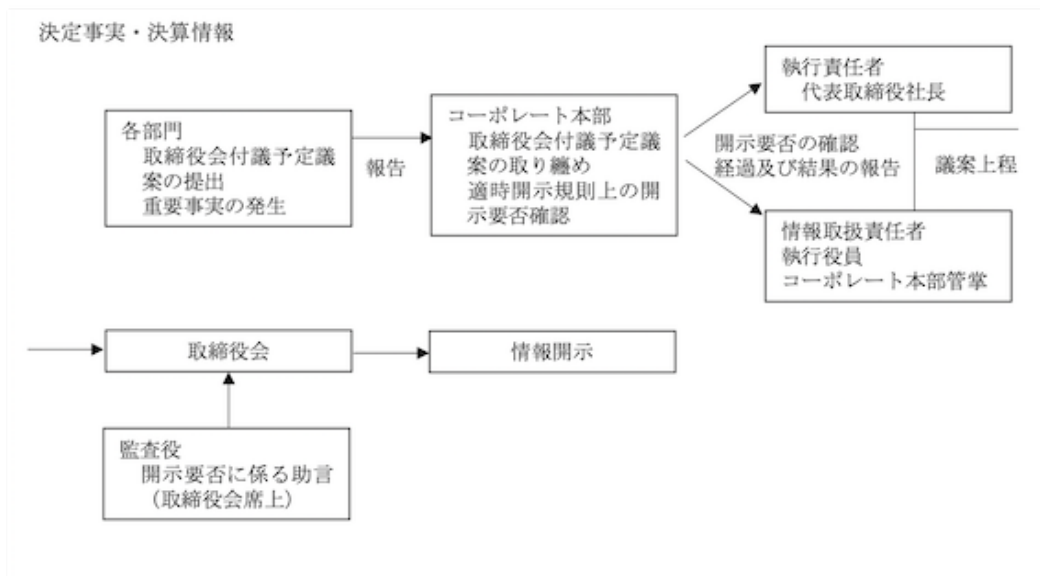 決定事実・決算情報
各部門
取締役会付議予定議
案の提出
重要事実の発生
報告
コーポレート本部
取締役会付議予定議
案の取り纏め
適時開示規則上の開
示要否確認
開示要否の確認
経過及び結果の報告
執行責任者
代表取締役社長
議案上程
情報取扱責任者
執行役員
コーポレート本部管掌
取締役会
情報開示
監査役
開示要否に係る助言
（取締役会席上）